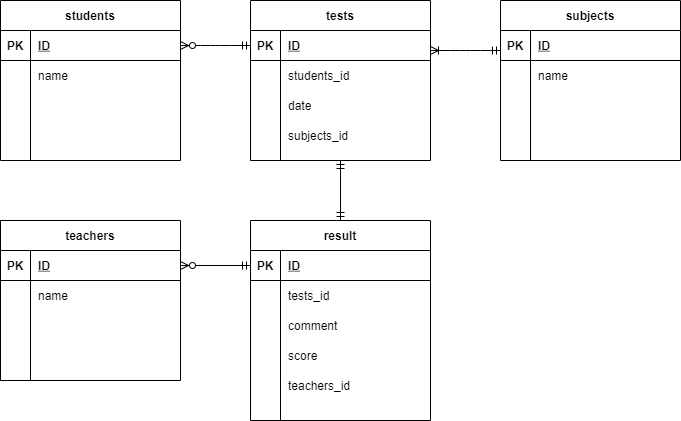 students
PK ID
name
tests
PK ID
students_id
date
subjects_id
subjects
PK ID
name
teachers
PK ID
name
result
PK ID
tests_id
comment
score
teachers_id